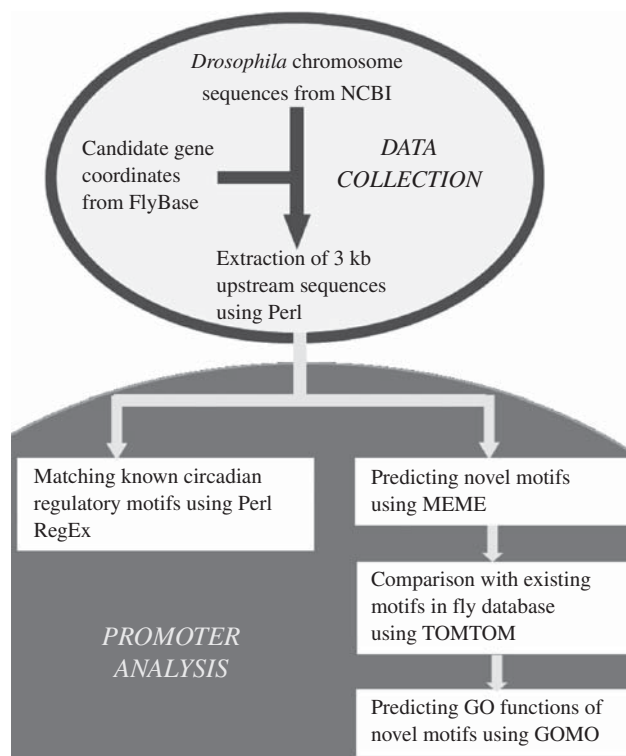 Drosophila chromosome
sequences from NCBI
Candidate gene
coordinates
from FlyBase
DATA
COLLECTION
Extraction of 3 kb
upstream sequences
using Perl
Matching known circadian
regulatory motifs using Perl
RegEx
Predicting novel motifs
using MEME
Comparison with existing
motifs in fly database
using TOMTOM
PROMOTER
ANALYSIS
Predicting GO functions of
novel motifs using GOMO